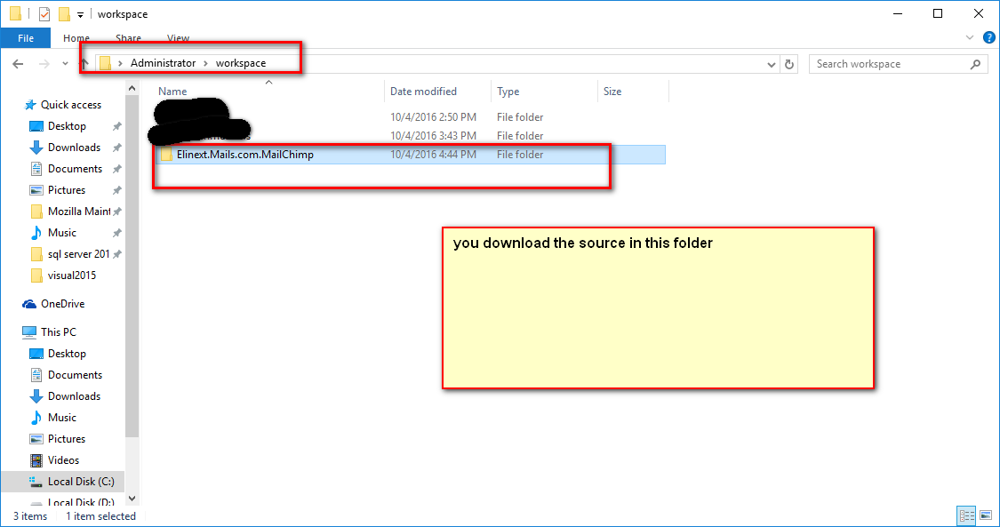 workspace
File Home Share View
Administrator > workspace
Search workspace
Name Date modified Type Size
10/4/2016 2:50 PM File folder
10/4/2016 3:43 PM File folder
Elinext.Mails.com.MailChimp 10/4/2016 4:44 PM File folder
you download the source in this folder
Quick access
Desktop
Downloads
Documents
Pictures
Mozilla Maint
Music
sql server 201
visual2015
OneDrive
This PC
Desktop
Documents
Downloads
Music
Pictures
Videos
Local Disk (C:)
Local Disk (D:)
3 items 1 item selected